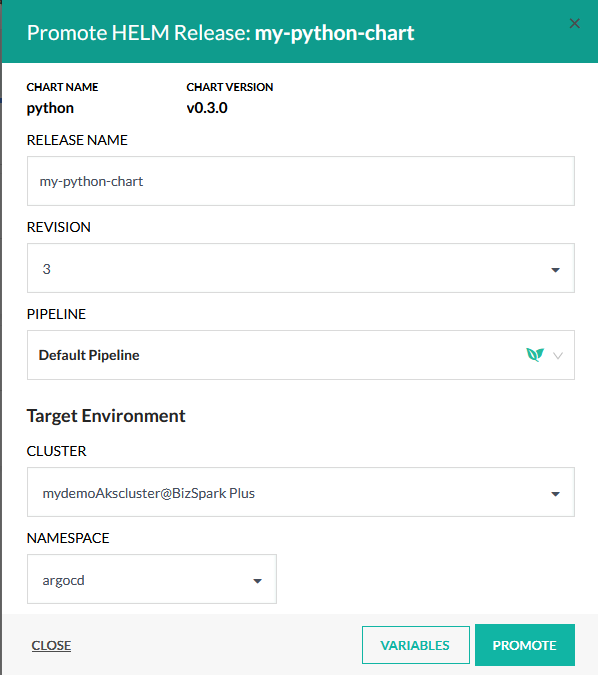 Promote HELM Release: my-python-chart
CHART NAME CHART VERSION
python v0.3.0
RELEASE NAME
my-python-chart
REVISION
3
PIPELINE
Default Pipeline
Target Environment
CLUSTER
mydemoAkscluster@BizSpark Plus
NAMESPACE
argocd
CLOSE VARIABLES PROMOTE